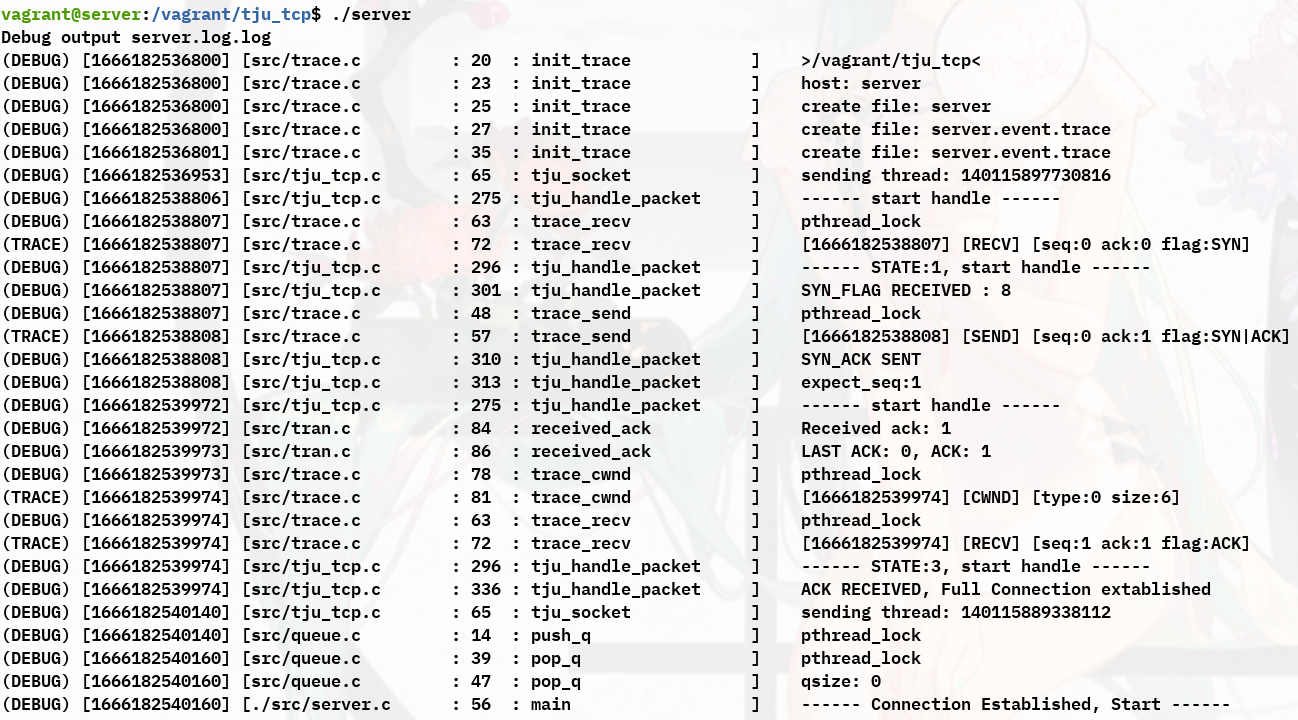 vagrant@server:/vagrant/tju_tcp$ ./server
Debug output server.log.log
(DEBUG) [1666182536800] [src/trace.c         : 20  : init_trace            ]    >/vagrant/tju_tcp<
(DEBUG) [1666182536800] [src/trace.c         : 23  : init_trace            ]    host: server
(DEBUG) [1666182536800] [src/trace.c         : 25  : init_trace            ]    create file: server
(DEBUG) [1666182536800] [src/trace.c         : 27  : init_trace            ]    create file: server.event.trace
(DEBUG) [1666182536801] [src/trace.c         : 35  : init_trace            ]    create file: server.event.trace
(DEBUG) [1666182536953] [src/tju_tcp.c       : 65  : tju_socket            ]    sending thread: 140115897730816
(DEBUG) [1666182538806] [src/tju_tcp.c       : 275 : tju_handle_packet     ]    ------ start handle ------
(DEBUG) [1666182538807] [src/trace.c         : 63  : trace_recv            ]    pthread_lock
(TRACE) [1666182538807] [src/trace.c         : 72  : trace_recv            ]    [1666182538807] [RECV] [seq:0 ack:0 flag:SYN]
(DEBUG) [1666182538807] [src/tju_tcp.c       : 296 : tju_handle_packet     ]    ------ STATE:1, start handle ------
(DEBUG) [1666182538807] [src/tju_tcp.c       : 301 : tju_handle_packet     ]    SYN_FLAG RECEIVED : 8
(DEBUG) [1666182538807] [src/trace.c         : 48  : trace_send            ]    pthread_lock
(TRACE) [1666182538808] [src/trace.c         : 57  : trace_send            ]    [1666182538808] [SEND] [seq:0 ack:1 flag:SYN|ACK]
(DEBUG) [1666182538808] [src/tju_tcp.c       : 310 : tju_handle_packet     ]    SYN_ACK SENT
(DEBUG) [1666182538808] [src/tju_tcp.c       : 313 : tju_handle_packet     ]    expect_seq:1
(DEBUG) [1666182539972] [src/tju_tcp.c       : 275 : tju_handle_packet     ]    ------ start handle ------
(DEBUG) [1666182539972] [src/tran.c          : 84  : received_ack          ]    Received ack: 1
(DEBUG) [1666182539973] [src/tran.c          : 86  : received_ack          ]    LAST ACK: 0, ACK: 1
(DEBUG) [1666182539973] [src/trace.c         : 78  : trace_cwnd            ]    pthread_lock
(TRACE) [1666182539974] [src/trace.c         : 81  : trace_cwnd            ]    [1666182539974] [CWND] [type:0 size:6]
(DEBUG) [1666182539974] [src/trace.c         : 63  : trace_recv            ]    pthread_lock
(TRACE) [1666182539974] [src/trace.c         : 72  : trace_recv            ]    [1666182539974] [RECV] [seq:1 ack:1 flag:ACK]
(DEBUG) [1666182539974] [src/tju_tcp.c       : 296 : tju_handle_packet     ]    ------ STATE:3, start handle ------
(DEBUG) [1666182539974] [src/tju_tcp.c       : 336 : tju_handle_packet     ]    ACK RECEIVED, Full Connection extablished
(DEBUG) [1666182540140] [src/tju_tcp.c       : 65  : tju_socket            ]    sending thread: 140115889338112
(DEBUG) [1666182540140] [src/queue.c         : 14  : push_q                ]    pthread_lock
(DEBUG) [1666182540160] [src/queue.c         : 39  : pop_q                 ]    pthread_lock
(DEBUG) [1666182540160] [src/queue.c         : 47  : pop_q                 ]    qsize: 0
(DEBUG) [1666182540160] [./src/server.c      : 56  : main                  ]    ------ Connection Established, Start ------